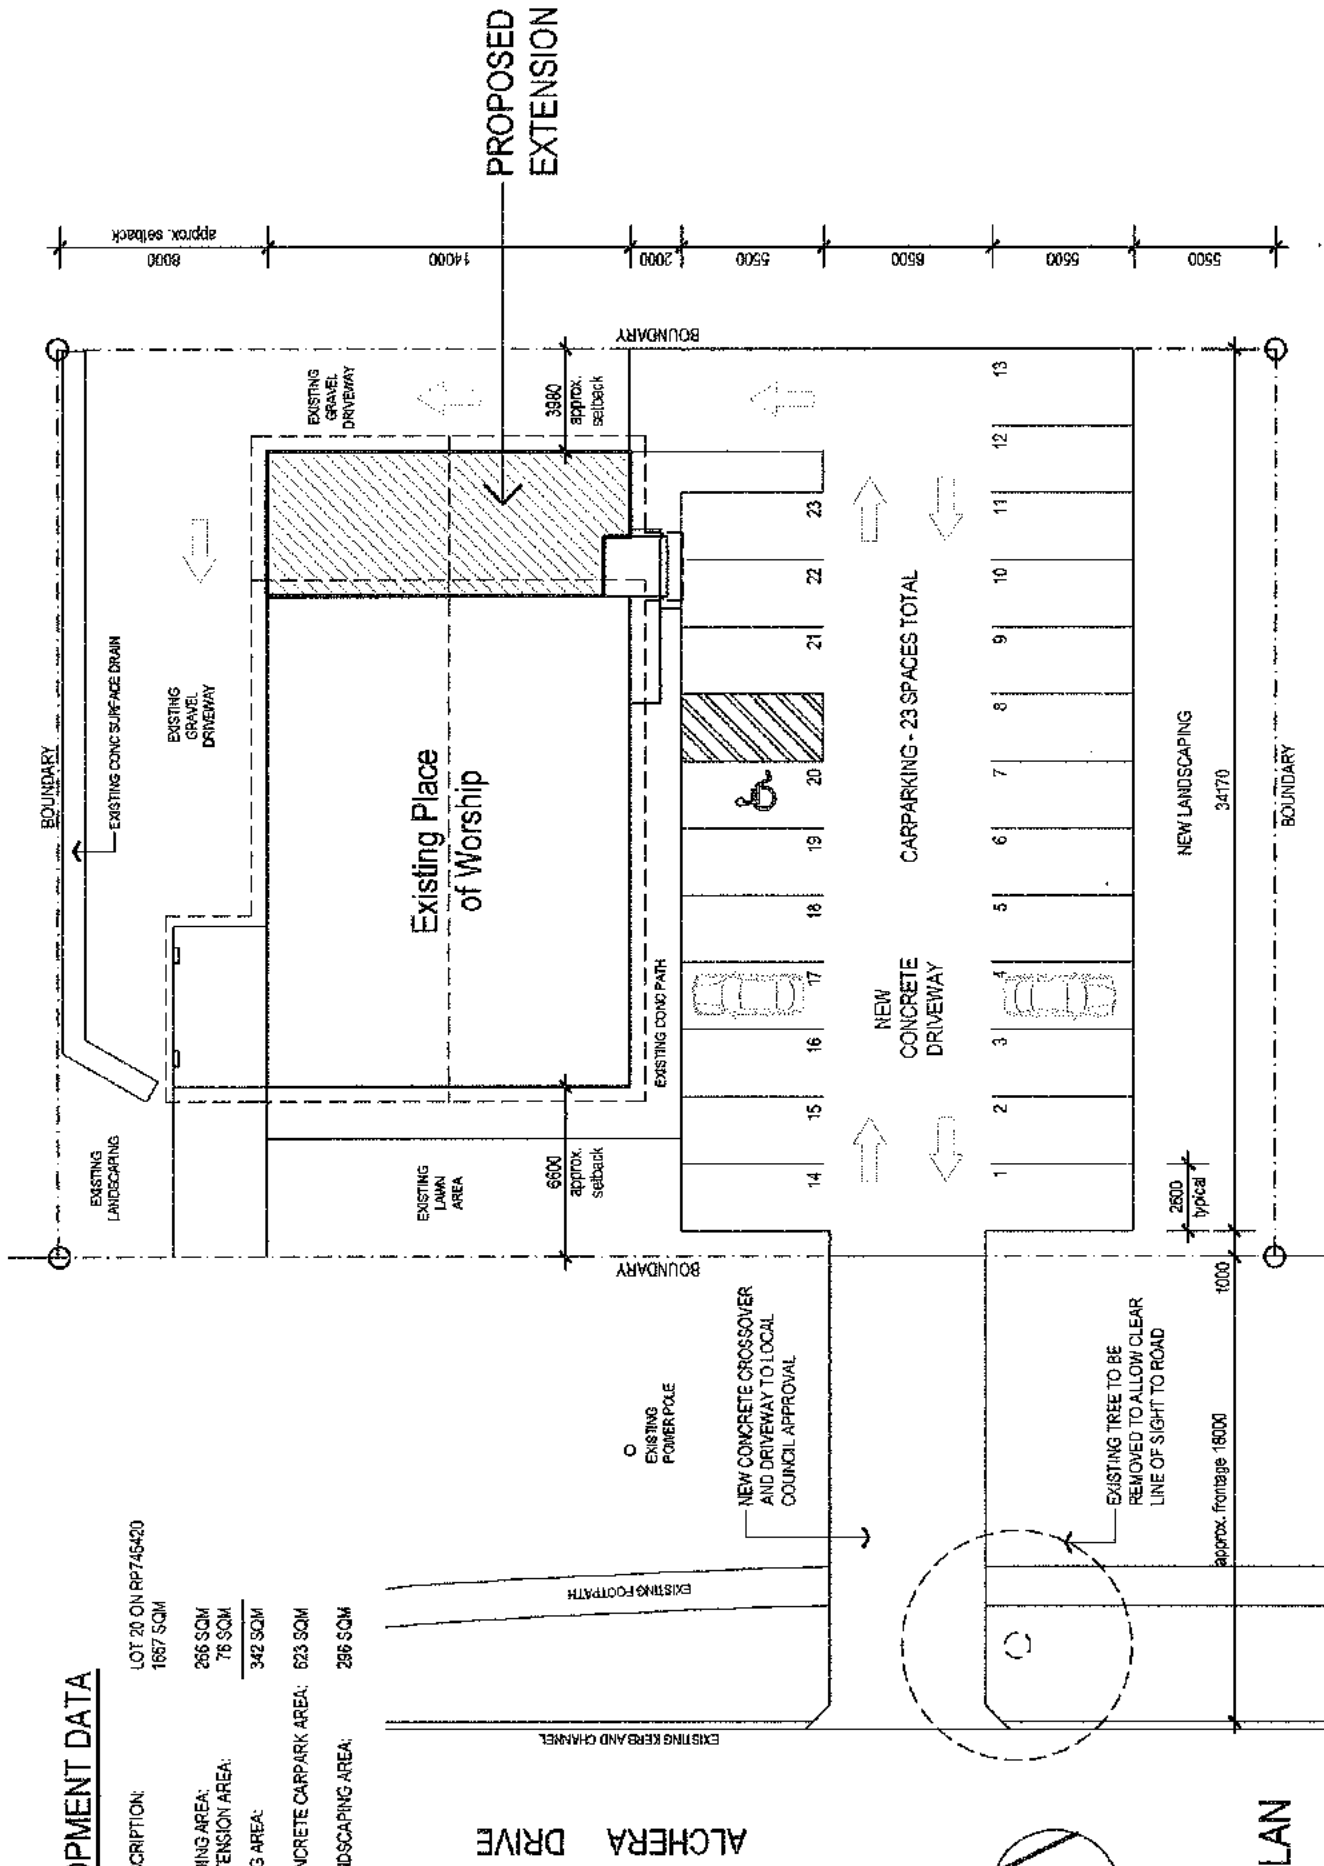 PROPOSED
EXTENSION
8000
approx. setback
14000
2000
5500
6500
5500
5500
BOUNDARY
EXISTING CONC SURFACE DRAIN
EXISTING
GRAVEL
DRIVEWAY
EXISTING
GRAVEL
DRIVEWAY
3980
approx.
setback
BOUNDARY
Existing Place
of Worship
EXISTING
LANDSCAPING
EXISTING
LAWN
AREA
6600
approx.
setback
EXISTING CONC PATH
14
15
16
17
18
19
20
21
22
23
NEW
CONCRETE
DRIVEWAY
CARPARKING - 23 SPACES TOTAL
1
2
3
4
5
6
7
8
9
10
11
12
13
2600
typical
NEW LANDSCAPING
34170
BOUNDARY
BOUNDARY
1000
approx. frontage 18000
EXISTING
POWER POLE
NEW CONCRETE CROSSOVER
AND DRIVEWAY TO LOCAL
COUNCIL APPROVAL
EXISTING TREE TO BE
REMOVED TO ALLOW CLEAR
LINE OF SIGHT TO ROAD
EXISTING FOOTPATH
EXISTING KERB AND CHANNEL
ALCHERA DRIVE
OPMENT DATA
CRIPTION: LOT 20 ON RP745420
1667 SQM
ING AREA: 266 SQM
TENSION AREA: 76 SQM
G AREA: 342 SQM
NCRETE CARPARK AREA: 623 SQM
NDSCAPING AREA: 296 SQM
LAN